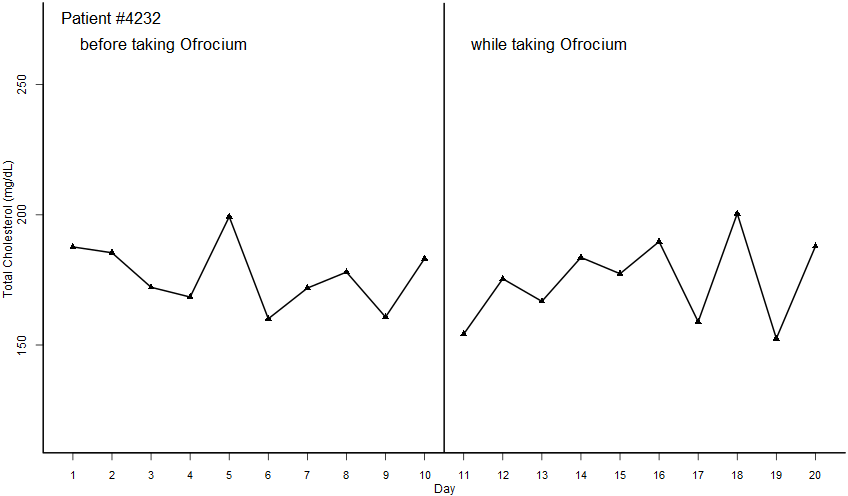 Patient #4232
before taking Ofrocium
while taking Ofrocium
Total Cholesterol (mg/dL)
250
200
150
1 2 3 4 5 6 7 8 9 10 11 12 13 14 15 16 17 18 19 20
Day